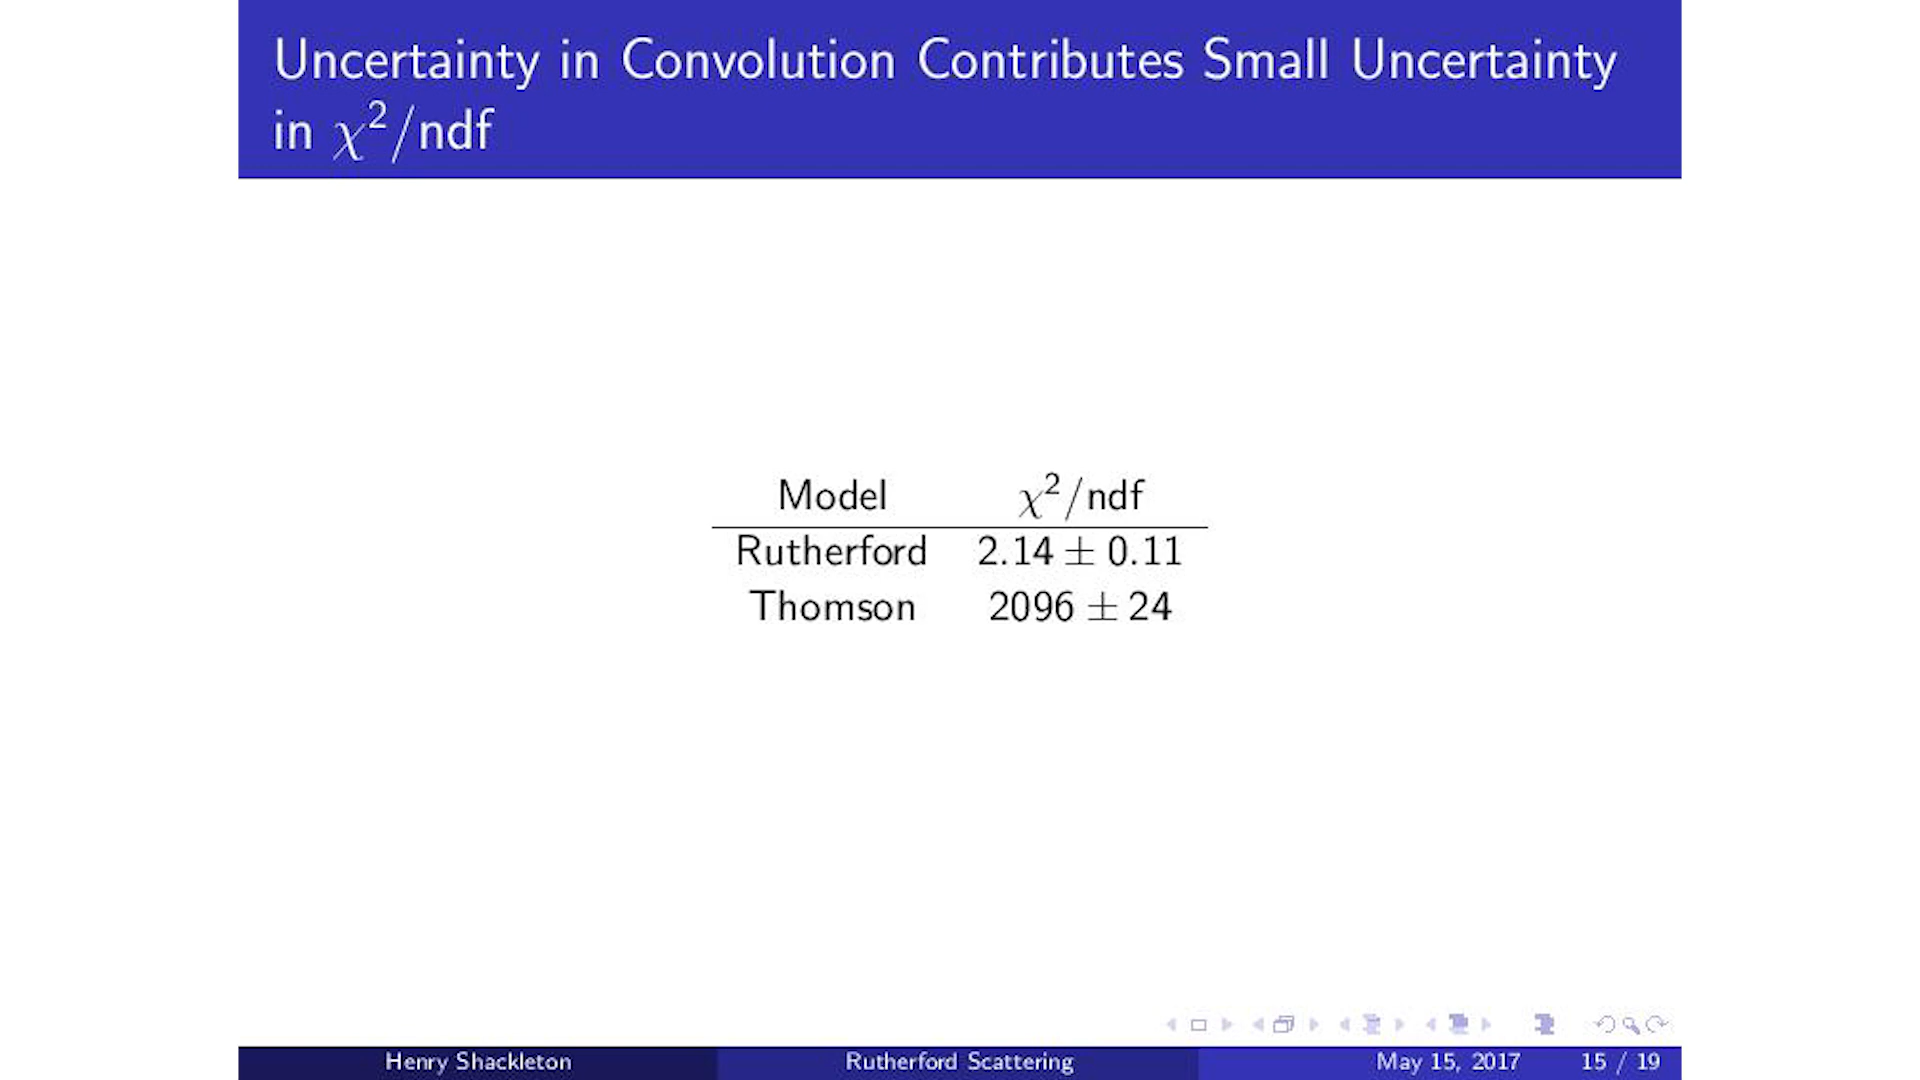 Uncertainty in Convolution Contributes Small Uncertainty
in χ²/ndf
Model χ²/ndf
Rutherford 2.14 ± 0.11
Thomson 2096 ± 24
Henry Shackleton Rutherford Scattering May 15, 2017 15 / 19